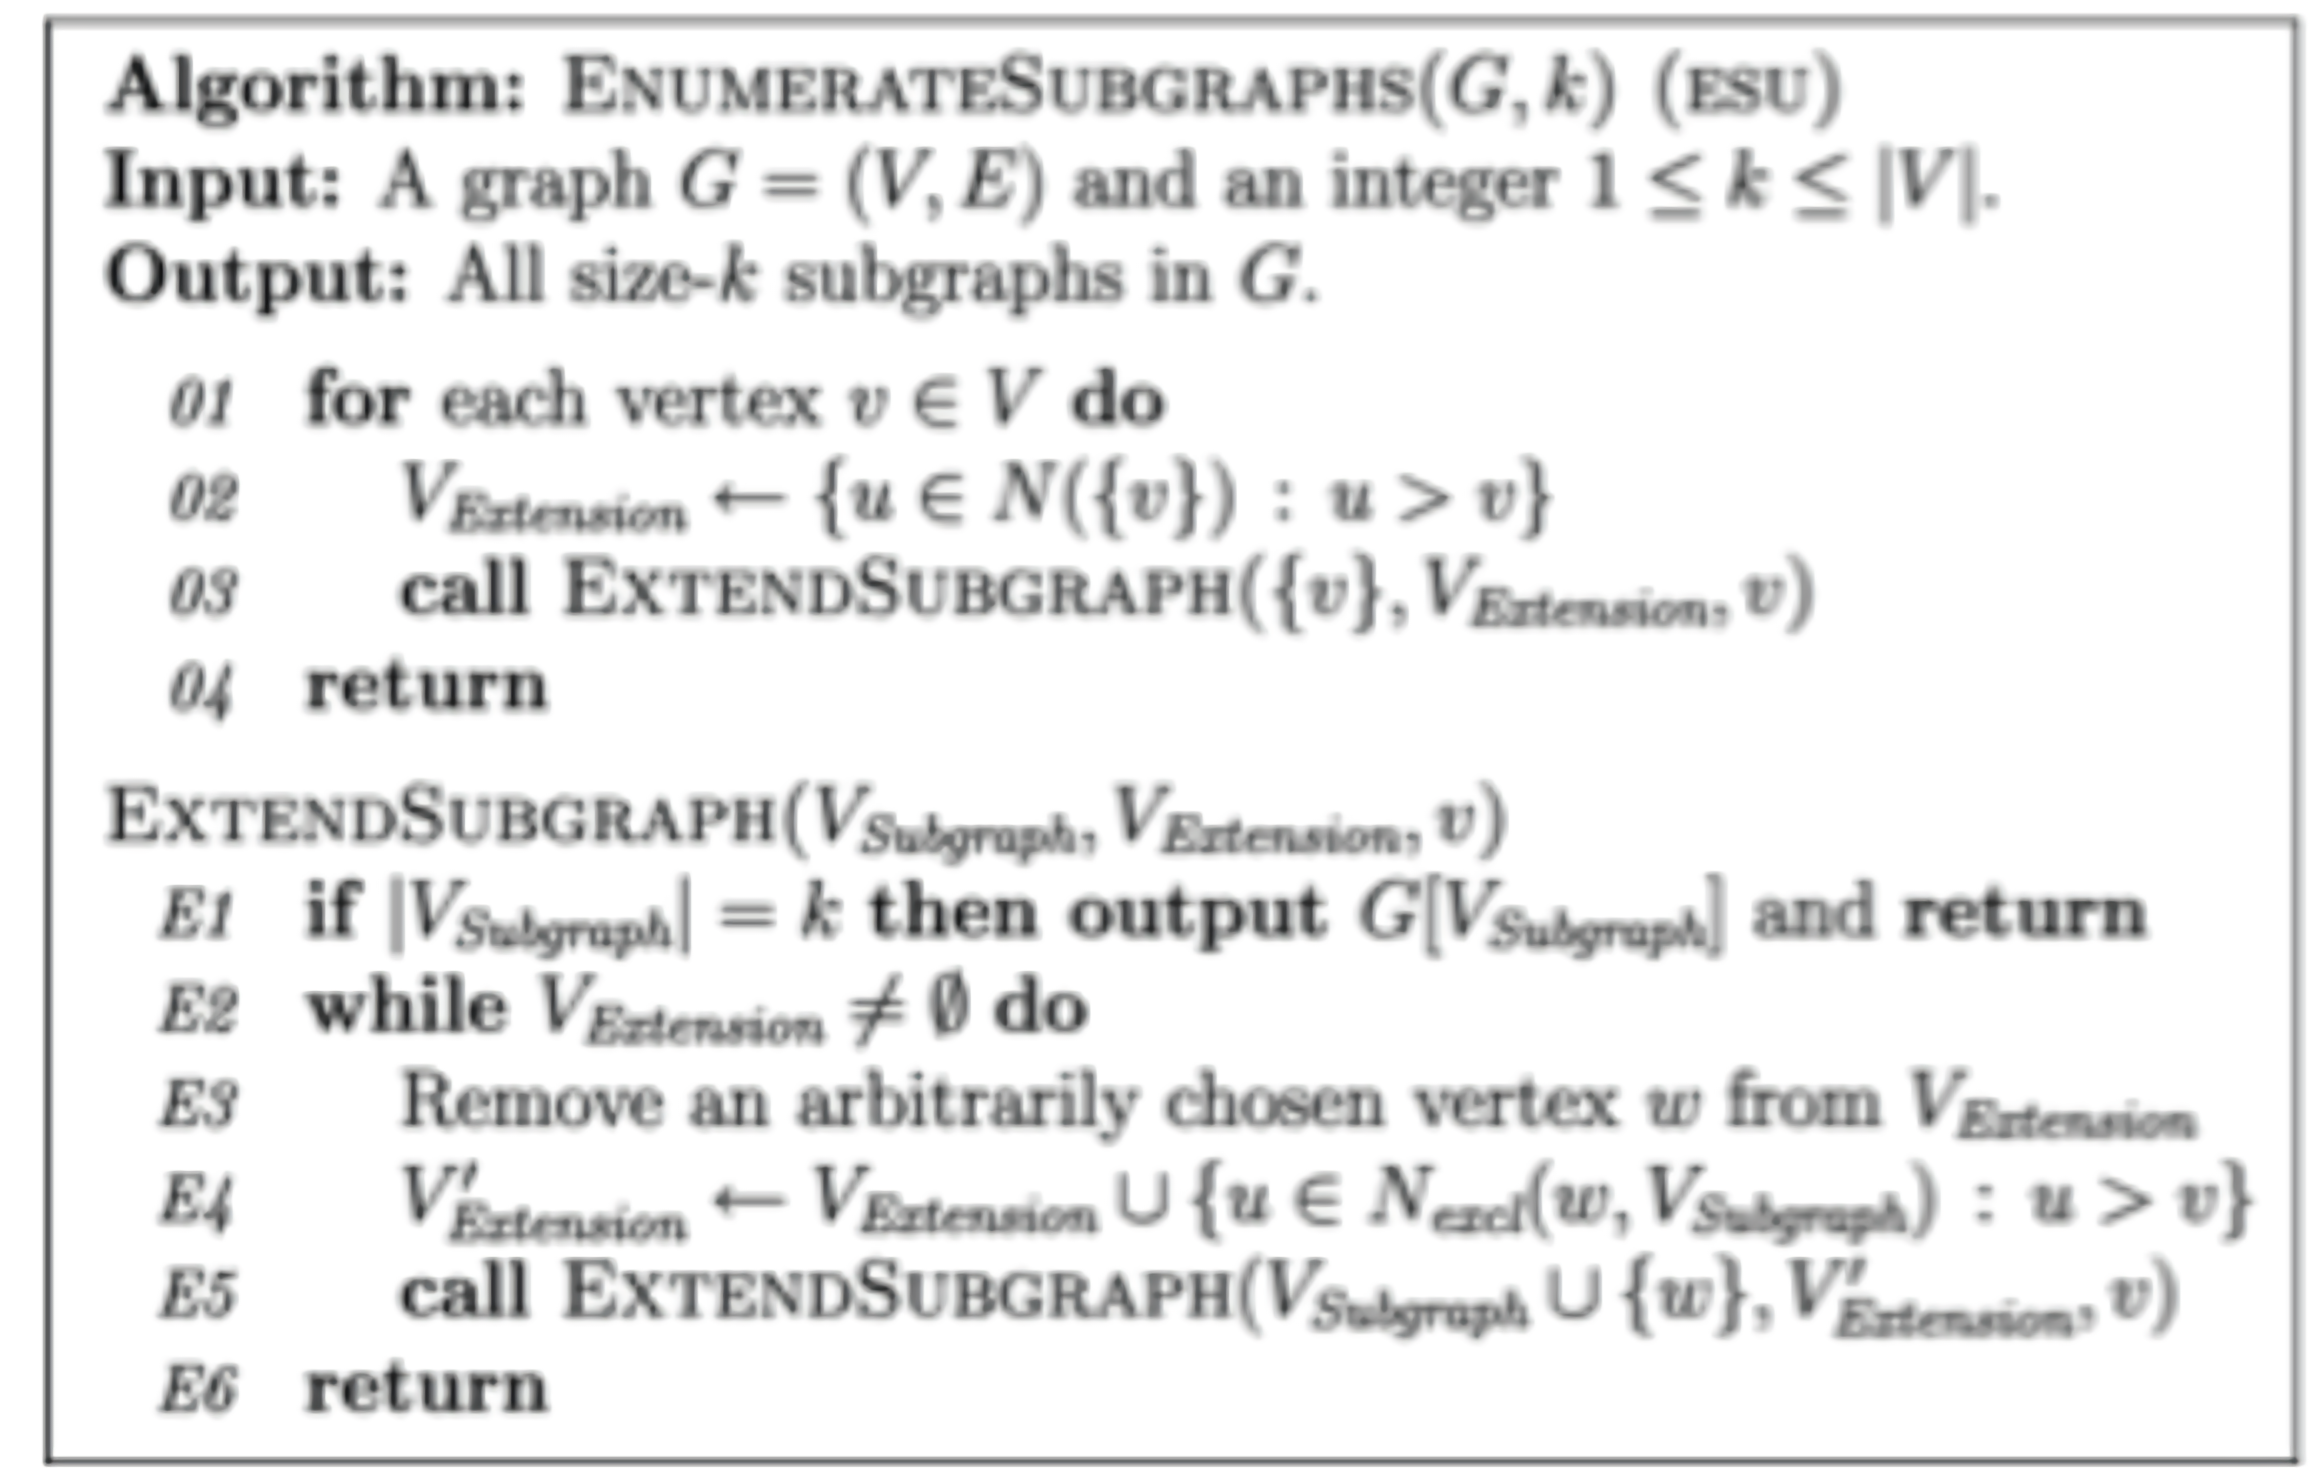 Algorithm: ENUMERATESUBGRAPHS(G, k) (ESU)
Input: A graph G = (V, E) and an integer 1 ≤ k ≤ |V|.
Output: All size-k subgraphs in G.
01 for each vertex v ∈ V do
02 V_Extension ← {u ∈ N({v}) : u > v}
03 call EXTENDSUBGRAPH({v}, V_Extension, v)
04 return
EXTENDSUBGRAPH(V_Subgraph, V_Extension, v)
E1 if |V_Subgraph| = k then output G[V_Subgraph] and return
E2 while V_Extension ≠ ∅ do
E3 Remove an arbitrarily chosen vertex w from V_Extension
E4 V′_Extension ← V_Extension ∪ {u ∈ N_excl(w, V_Subgraph) : u > v}
E5 call EXTENDSUBGRAPH(V_Subgraph ∪ {w}, V′_Extension, v)
E6 return